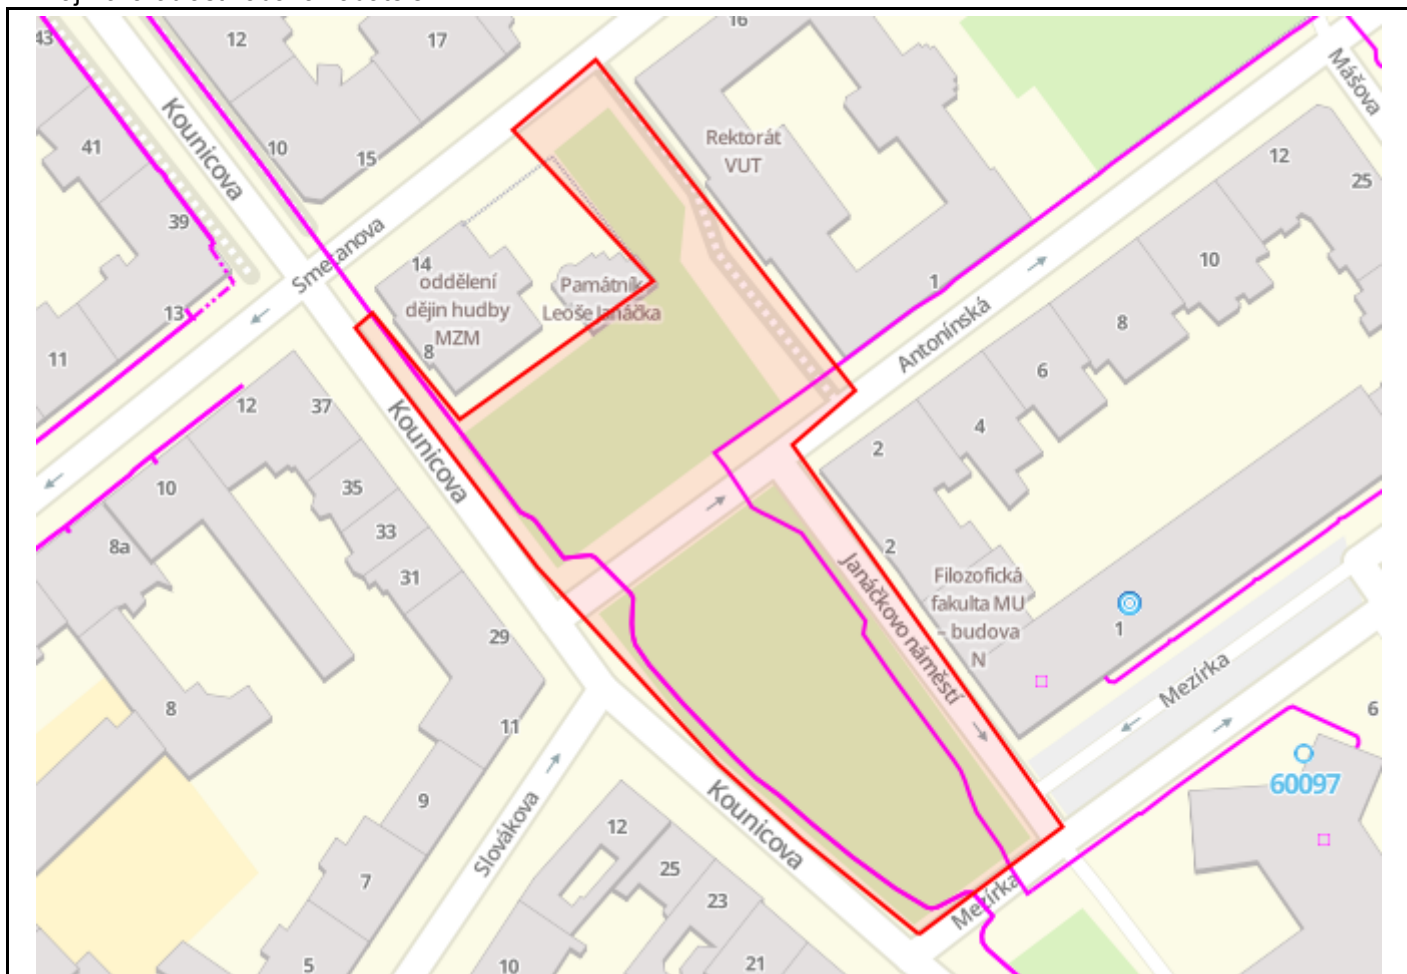 43
12
17
16
Mášova
Kounicova
41
10
15
Rektorát
VUT
12
25
39
Smetanova
14
oddělení
dějin hudby
MZM
8
Památník
Leoše Janáčka
1
10
13
11
Antonínská
8
6
12
37
Kounicova
4
2
10
35
33
8a
31
2
Janáčkovo náměstí
Filozofická
fakulta MU
– budova
N
1
29
Mezírka
8
11
6
60097
9
Slovákova
12
Kounicova
25
7
23
Mezírka
5
10
21